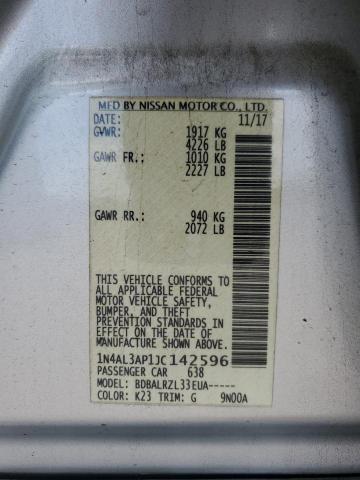 MFD BY NISSAN MOTOR CO., LTD.
DATE: 11/17
GVWR: 1917 KG
4226 LB
GAWR FR.: 1010 KG
2227 LB
GAWR RR.: 940 KG
2072 LB
THIS VEHICLE CONFORMS TO
ALL APPLICABLE FEDERAL
MOTOR VEHICLE SAFETY,
BUMPER, AND THEFT
PREVENTION STANDARDS IN
EFFECT ON THE DATE OF
MANUFACTURE SHOWN ABOVE.
1N4AL3AP1JC142596
PASSENGER CAR 638
MODEL: BDBALRZL33EUA-----
COLOR: K23 TRIM: G 9N00A